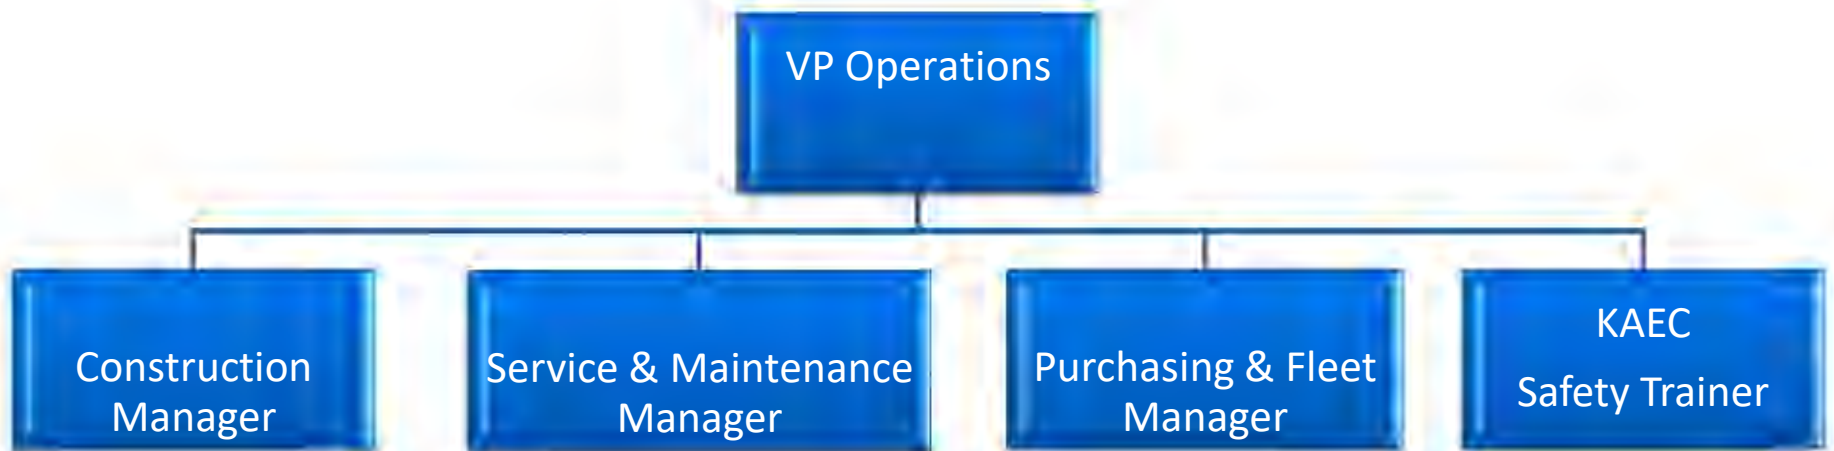 VP Operations
Construction
Manager
Service & Maintenance
Manager
Purchasing & Fleet
Manager
KAEC
Safety Trainer